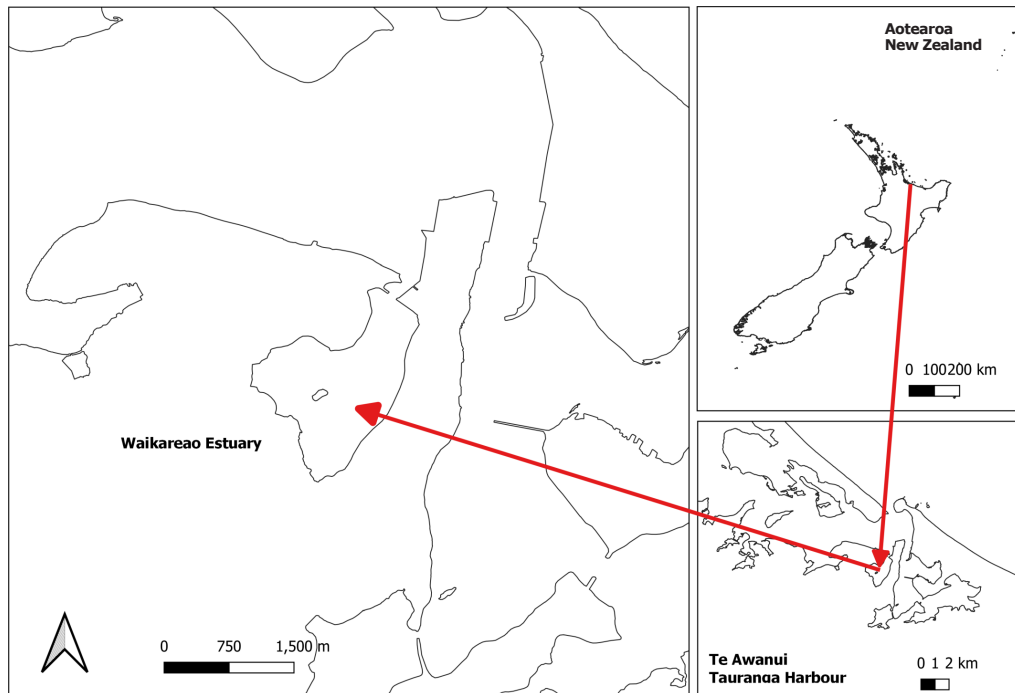 Waikareao Estuary
0 750 1,500 m
Aotearoa
New Zealand
0 100200 km
Te Awanui
Tauranga Harbour
0 1 2 km